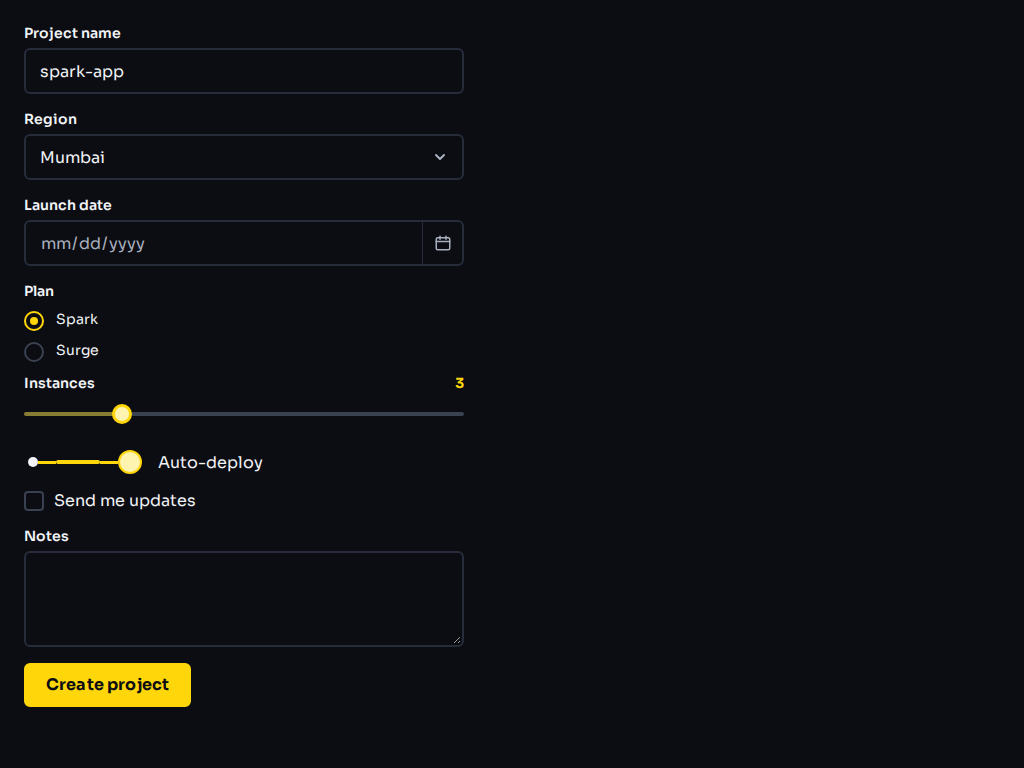 Project name
spark-app
Region
Mumbai
Launch date
mm/dd/yyyy
Plan
Spark
Surge
Instances 3
Auto-deploy
Send me updates
Notes
Create project